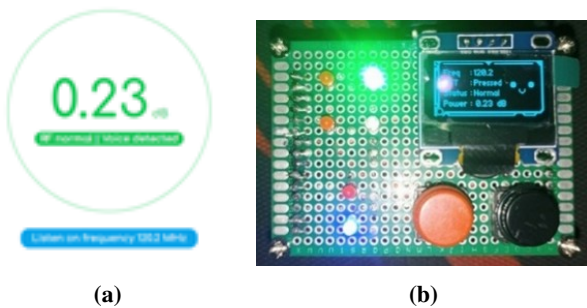 0.23 dB
RF normal | Voice detected
Listen on frequency 120.2 MHz
Freq : 120.2
: Pressed
Status : Normal
Power : 0.23 dB
(a)
(b)